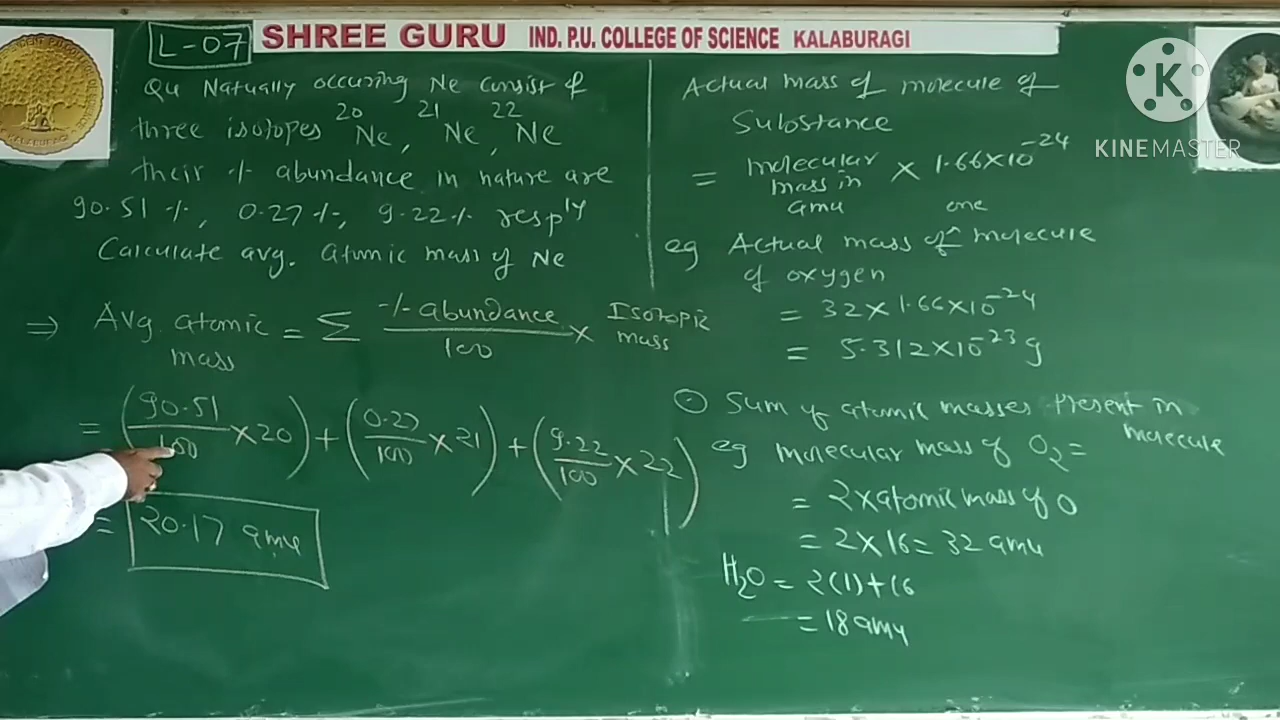 L-07
SHREE GURU IND. P.U. COLLEGE OF SCIENCE KALABURAGI
K
KINEMASTER
Qu Natually occuring Ne consist of
three isotopes 20Ne, 21Ne, 22Ne
their % abundance in nature are
90.51 %, 0.27 %, 9.22 % resply
Calculate avg. atomic mass of Ne
⇒ Avg. atomic mass = Σ % abundance / 100 × Isotopic mass
= (90.51/100 × 20) + (0.27/100 × 21) + (9.22/100 × 22)
= 20.17 amu
Actual mass of molecule of
Substance
= molecular mass in amu × 1.66×10⁻²⁴
eg Actual mass of one molecule
of oxygen
= 32×1.66×10⁻²⁴
= 5.312×10⁻²³g
⊙ Sum of atomic masses Present in molecule
eg molecular mass of O₂ =
= 2×atomic mass of O
= 2×16 = 32 amu
H₂O = 2(1)+16
= 18 amu